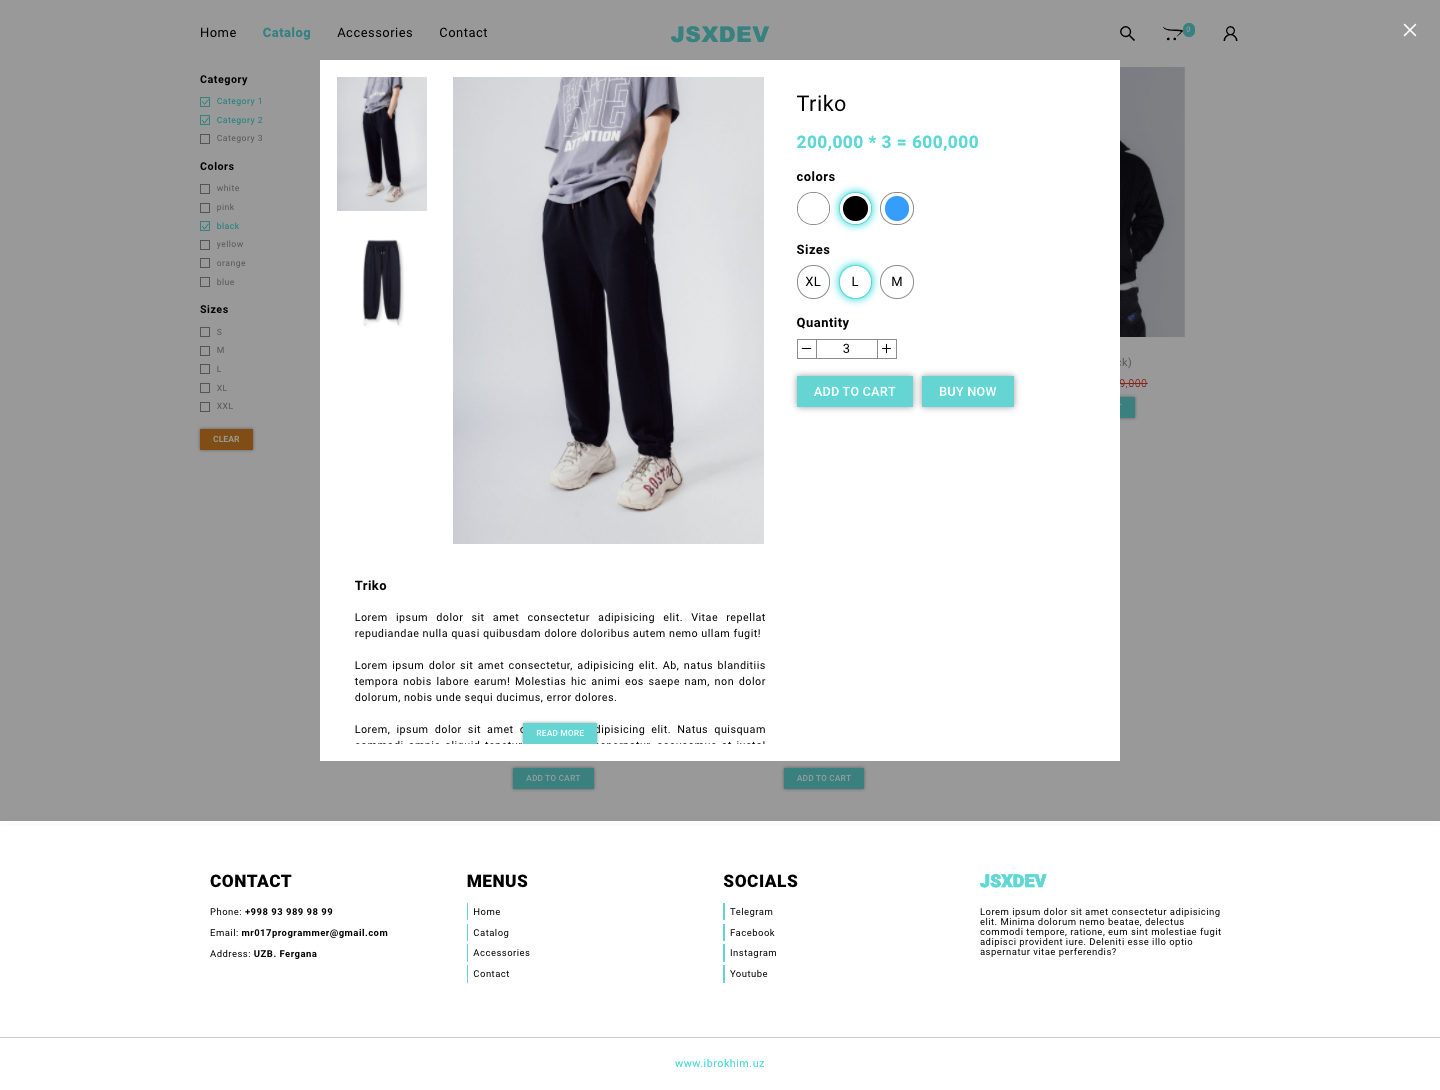 Home
Catalog
Accessories
Contact
JSXDEV
0
Category
Category 1
Category 2
Category 3
Colors
white
pink
black
yellow
orange
blue
Sizes
S
M
L
XL
XXL
CLEAR
ATTENTION
BOSTON
Triko
200,000 * 3 = 600,000
colors
Sizes
XL
L
M
Quantity
3
ADD TO CART
BUY NOW
9,000
Triko
Lorem ipsum dolor sit amet consectetur adipisicing elit. Vitae repellat
repudiandae nulla quasi quibusdam dolore doloribus autem nemo ullam fugit!
Lorem ipsum dolor sit amet consectetur, adipisicing elit. Ab, natus blanditiis
tempora nobis labore earum! Molestias hic animi eos saepe nam, non dolor
dolorum, nobis unde sequi ducimus, error dolores.
Lorem, ipsum dolor sit amet dipisicing elit. Natus quisquam
READ MORE
ADD TO CART
ADD TO CART
CONTACT
Phone: +998 93 989 98 99
Email: mr017programmer@gmail.com
Address: UZB. Fergana
MENUS
Home
Catalog
Accessories
Contact
SOCIALS
Telegram
Facebook
Instagram
Youtube
JSXDEV
Lorem ipsum dolor sit amet consectetur adipisicing
elit. Minima dolorum nemo beatae, delectus
commodi tempore, ratione, eum sint molestiae fugit
adipisci provident iure. Deleniti esse illo optio
aspernatur vitae perferendis?
www.ibrokhim.uz